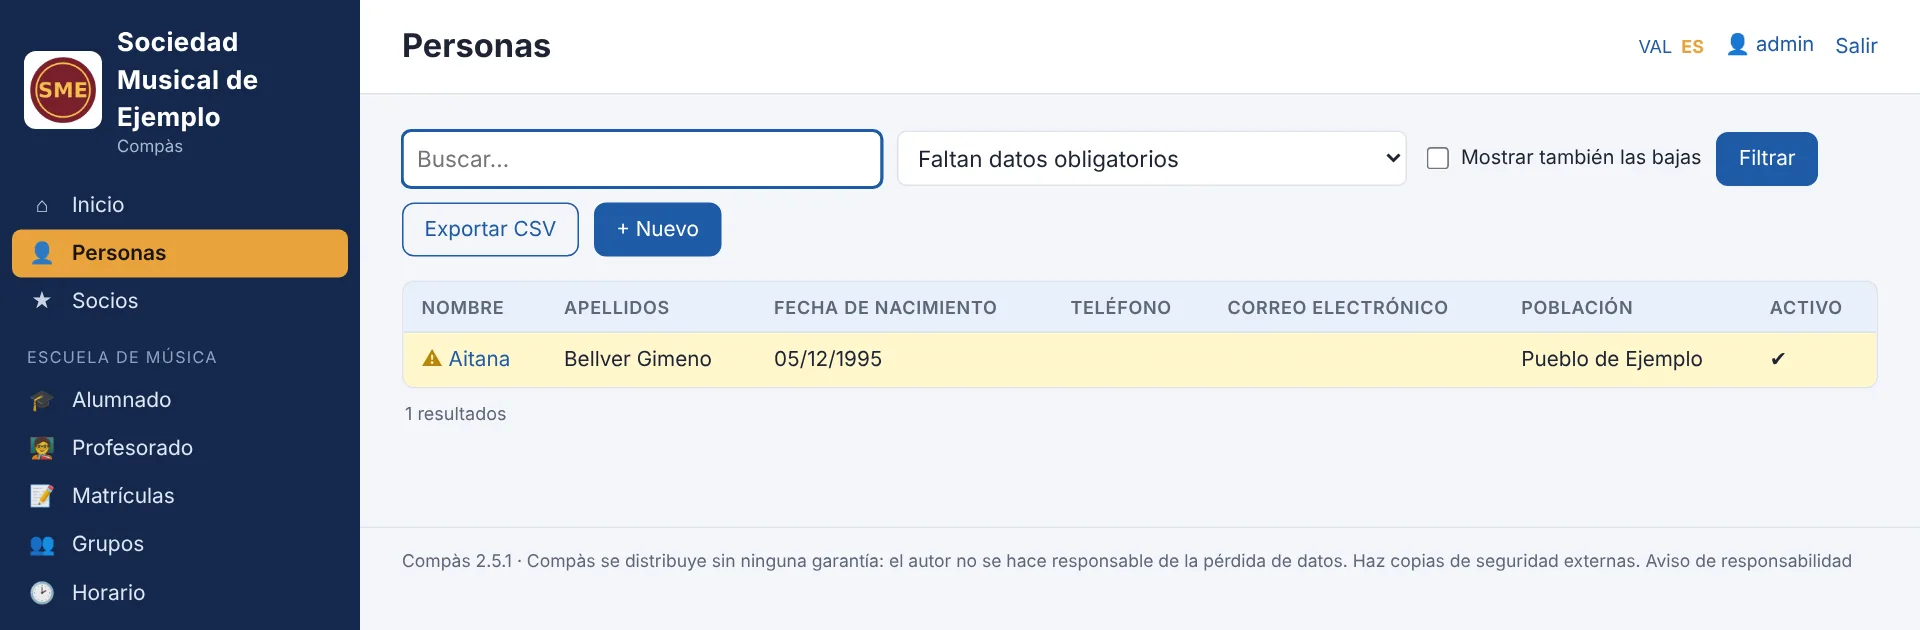 SME
Sociedad
Musical de
Ejemplo
Compàs
Inicio
Personas
Socios
ESCUELA DE MÚSICA
Alumnado
Profesorado
Matrículas
Grupos
Horario
Personas
VAL ES admin Salir
Buscar... Faltan datos obligatorios Mostrar también las bajas Filtrar
Exportar CSV + Nuevo
NOMBRE APELLIDOS FECHA DE NACIMIENTO TELÉFONO CORREO ELECTRÓNICO POBLACIÓN ACTIVO
Aitana Bellver Gimeno 05/12/1995 Pueblo de Ejemplo ✔
1 resultados
Compàs 2.5.1 · Compàs se distribuye sin ninguna garantía: el autor no se hace responsable de la pérdida de datos. Haz copias de seguridad externas. Aviso de responsabilidad